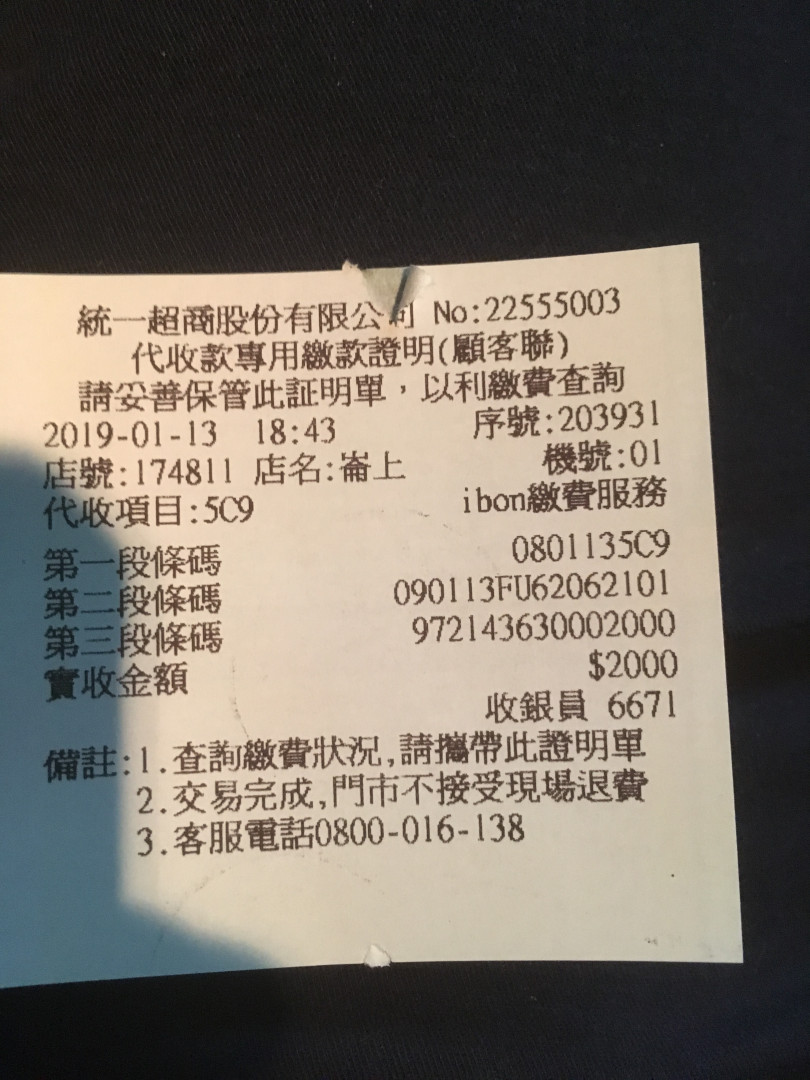 統一超商股份有限公司 No:22555003
代收款專用繳款證明(顧客聯)
請妥善保管此証明單，以利繳費查詢
2019-01-13 18:43 序號:203931
店號:174811 店名:崙上 機號:01
代收項目:5C9 ibon繳費服務
第一段條碼 0801135C9
第二段條碼 090113FU62062101
第三段條碼 972143630002000
實收金額 $2000
收銀員 6671
備註:1.查詢繳費狀況,請攜帶此證明單
2.交易完成,門市不接受現場退費
3.客服電話0800-016-138